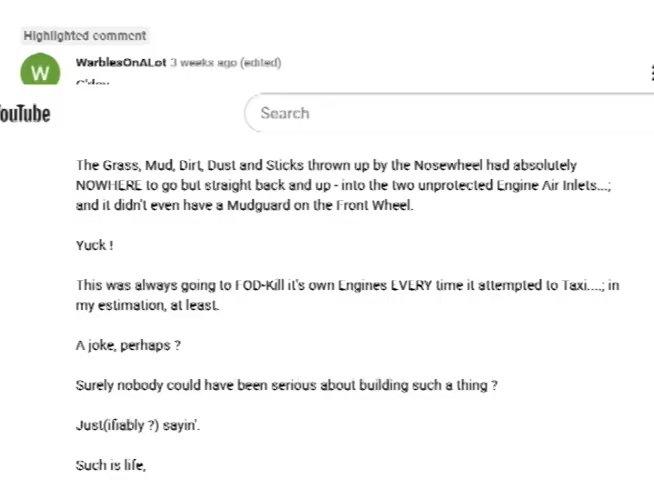 Highlighted comment
W
WarblesOnALot 3 weeks ago (edited)
G'day
ouTube
Search
The Grass, Mud, Dirt, Dust and Sticks thrown up by the Nosewheel had absolutely
NOWHERE to go but straight back and up - into the two unprotected Engine Air Inlets...;
and it didn't even have a Mudguard on the Front Wheel.
Yuck !
This was always going to FOD-Kill it's own Engines EVERY time it attempted to Taxi....; in
my estimation, at least.
A joke, perhaps ?
Surely nobody could have been serious about building such a thing ?
Just(ifiably ?) sayin'.
Such is life,